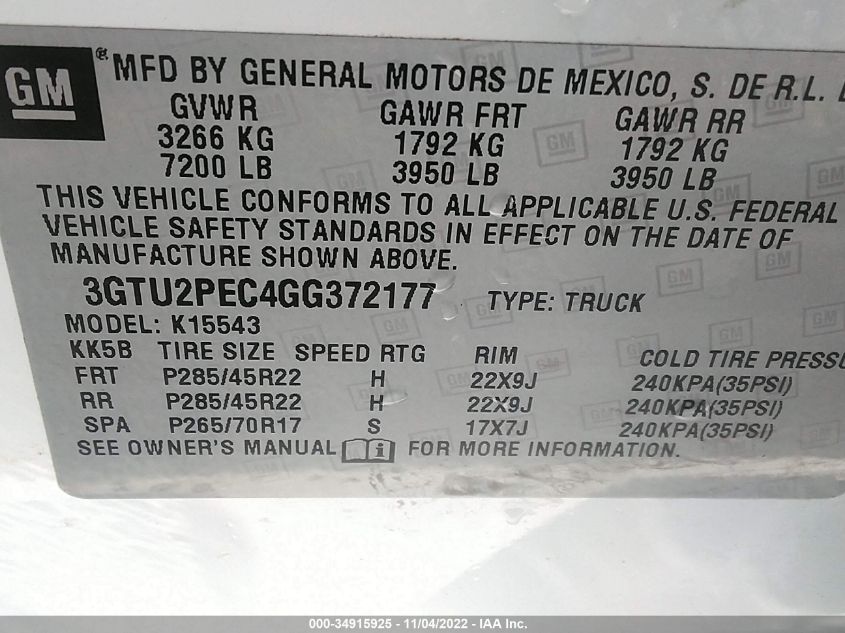 GM ® MFD BY GENERAL MOTORS DE MEXICO, S. DE R.L.
GVWR GAWR FRT GAWR RR
3266 KG 1792 KG 1792 KG
7200 LB 3950 LB 3950 LB
THIS VEHICLE CONFORMS TO ALL APPLICABLE U.S. FEDERAL
VEHICLE SAFETY STANDARDS IN EFFECT ON THE DATE OF
MANUFACTURE SHOWN ABOVE.
3GTU2PEC4GG372177 TYPE: TRUCK
MODEL: K15543
KK5B TIRE SIZE SPEED RTG RIM COLD TIRE PRESSU
FRT P285/45R22 H 22X9J 240KPA(35PSI)
RR P285/45R22 H 22X9J 240KPA(35PSI)
SPA P265/70R17 S 17X7J 240KPA(35PSI)
SEE OWNER'S MANUAL i FOR MORE INFORMATION.
000-34915925 - 11/04/2022 - IAA Inc.